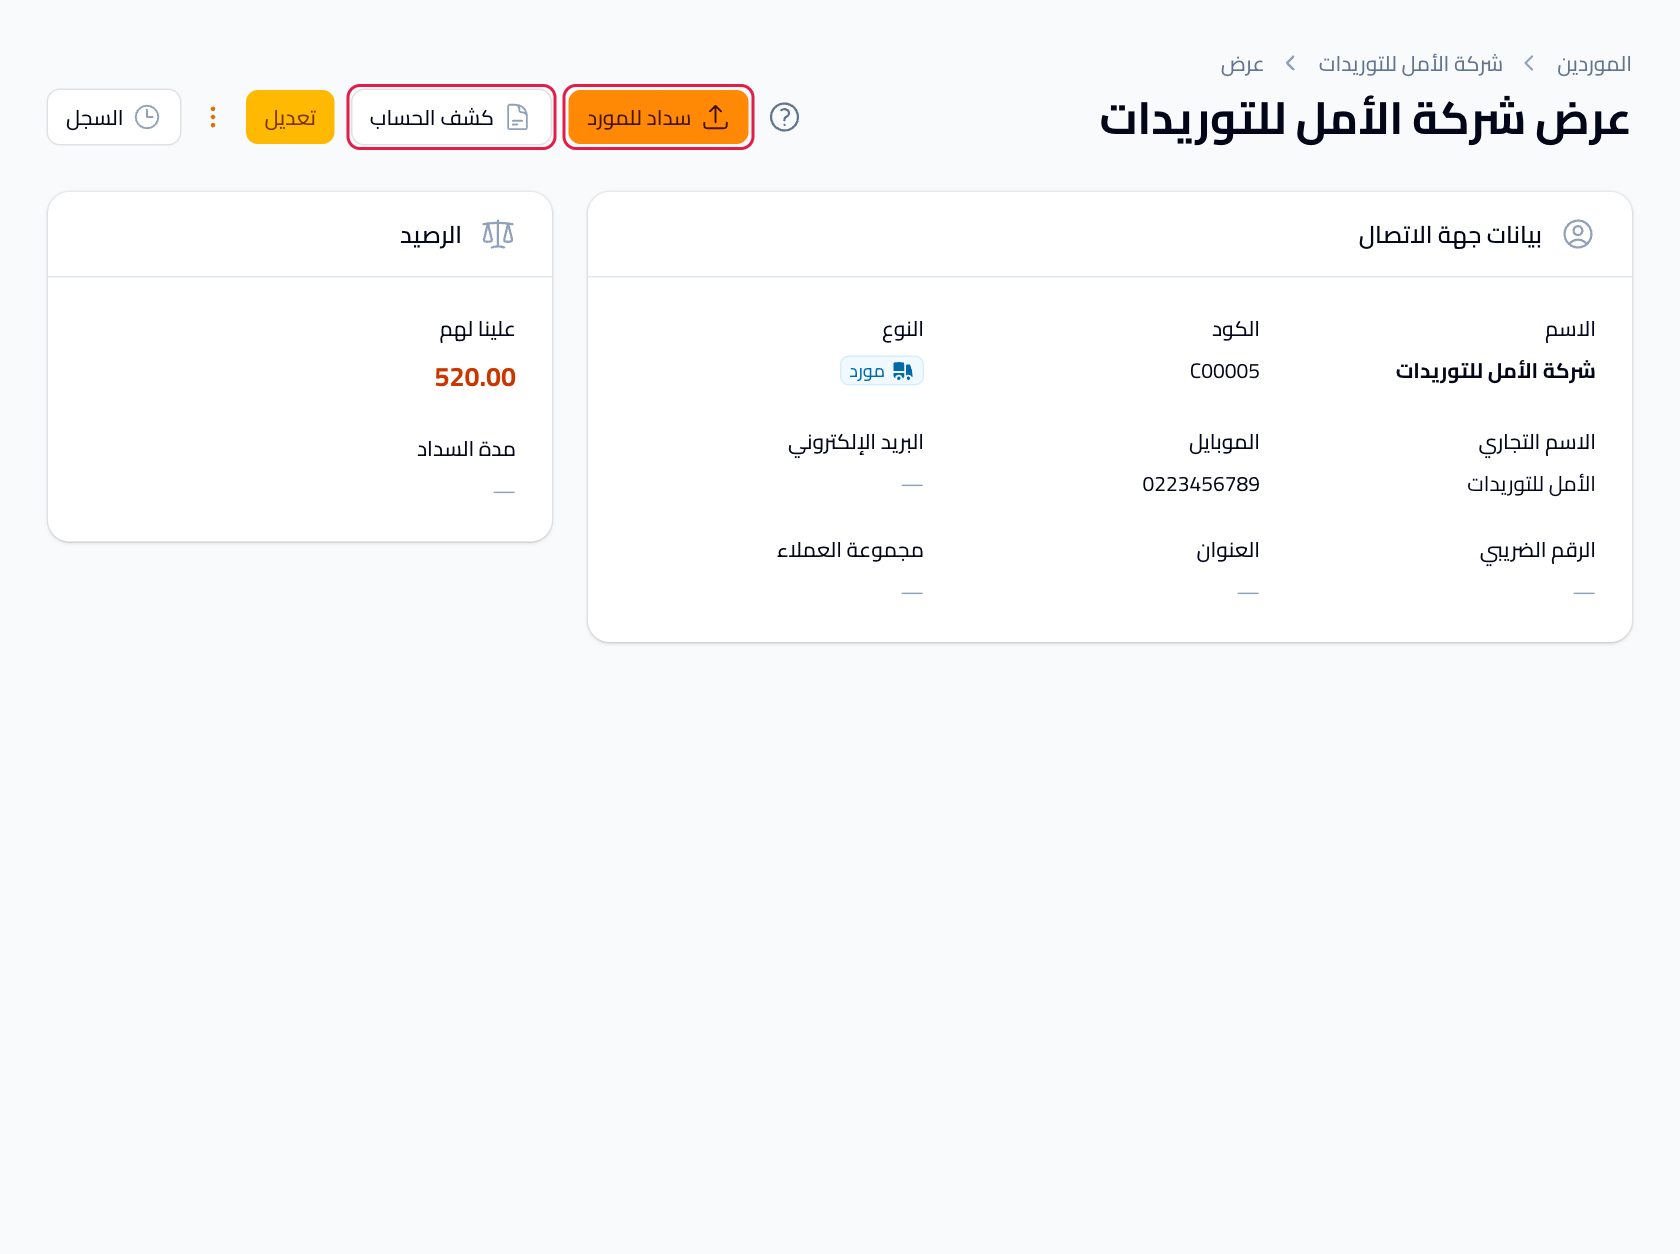 الموردين
شركة الأمل للتوريدات
عرض
عرض شركة الأمل للتوريدات
سداد للمورد
كشف الحساب
تعديل
السجل
بيانات جهة الاتصال
الاسم
شركة الأمل للتوريدات
الكود
C00005
النوع
مورد
الاسم التجاري
الأمل للتوريدات
الموبايل
0223456789
البريد الإلكتروني
—
الرقم الضريبي
—
العنوان
—
مجموعة العملاء
—
الرصيد
علينا لهم
520.00
مدة السداد
—